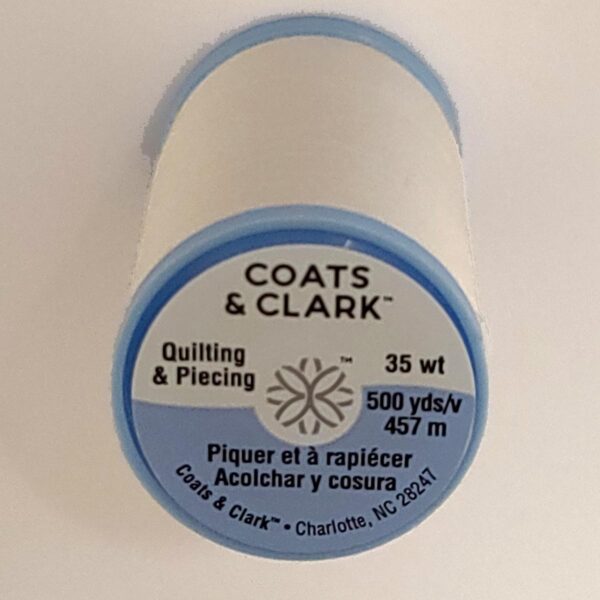 COATS
& CLARK™
Quilting
& Piecing
™
35 wt
500 yds/v
457 m
Piquer et à rapiécer
Acolchar y cosura
Coats & Clark™ • Charlotte, NC 28247